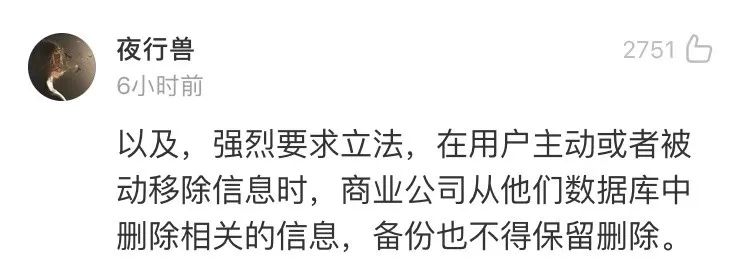 夜行兽
2751
6小时前
以及，强烈要求立法，在用户主动或者被
动移除信息时，商业公司从他们数据库中
删除相关的信息，备份也不得保留删除。